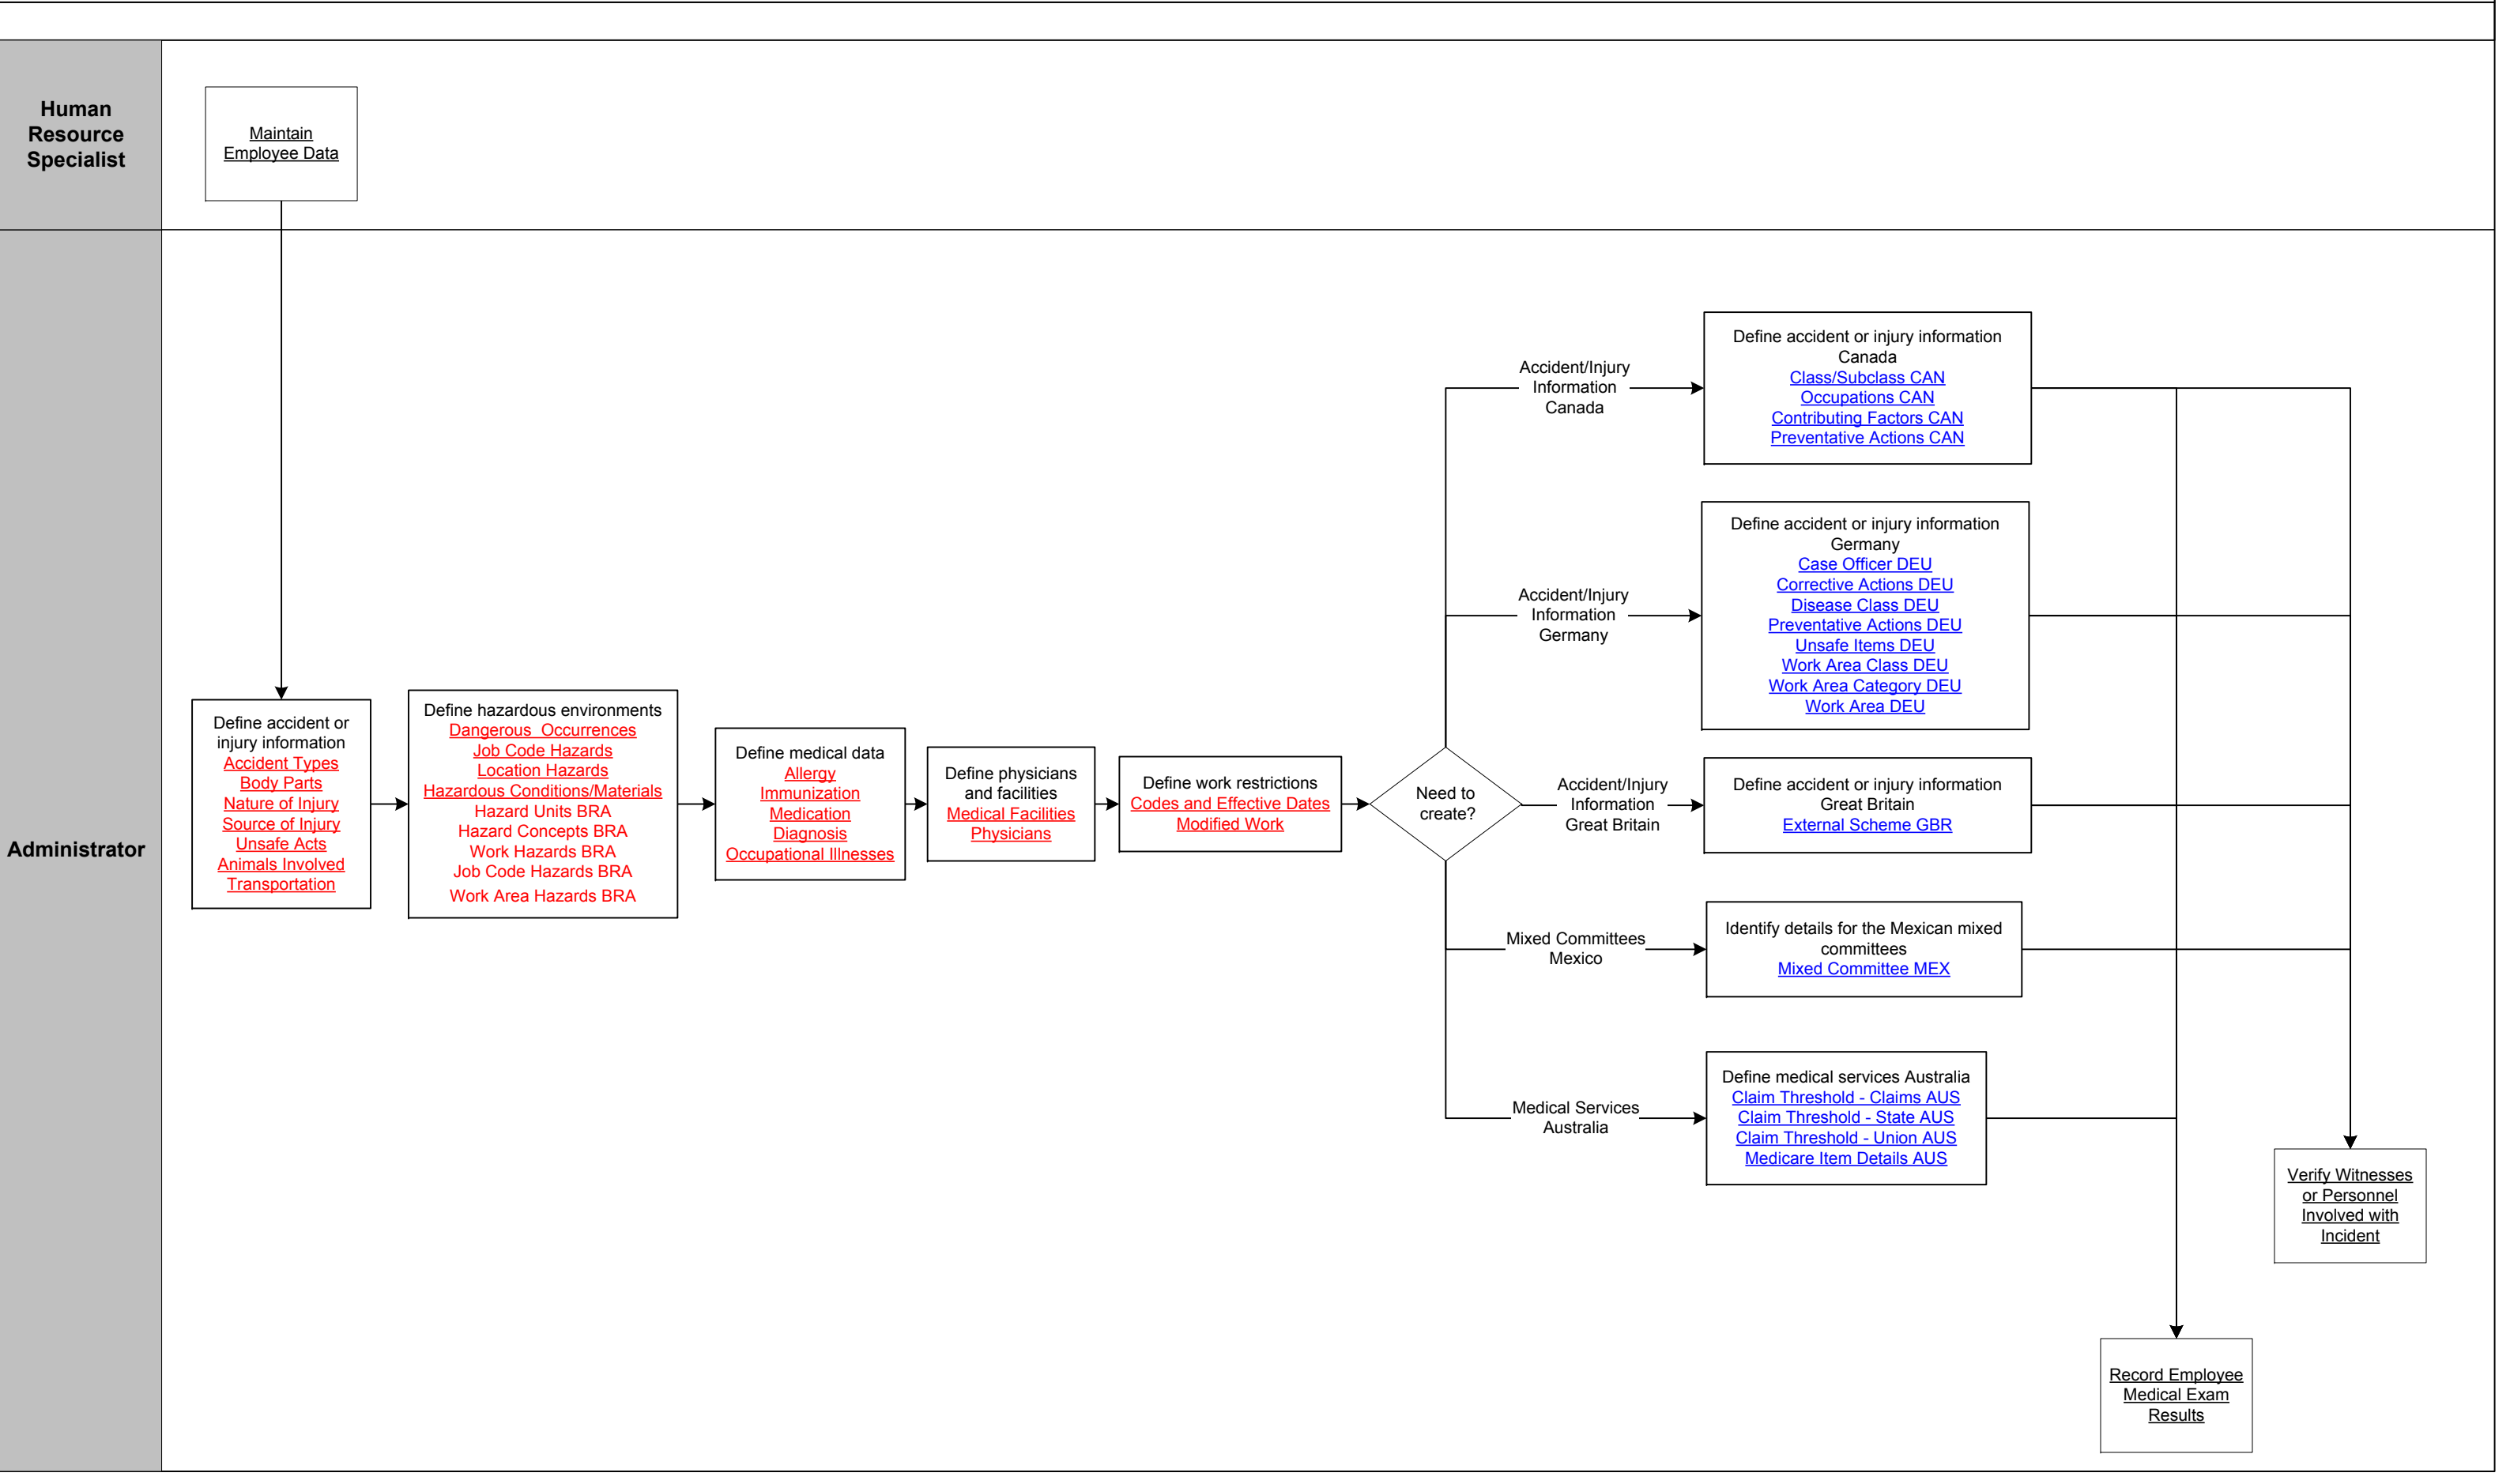 Human
Resource
Specialist
Maintain
Employee Data
Administrator
Define accident or
injury information
Accident Types
Body Parts
Nature of Injury
Source of Injury
Unsafe Acts
Animals Involved
Transportation
Define hazardous environments
Dangerous  Occurrences
Job Code Hazards
Location Hazards
Hazardous Conditions/Materials
Hazard Units BRA
Hazard Concepts BRA
Work Hazards BRA
Job Code Hazards BRA
Work Area Hazards BRA
Define medical data
Allergy
Immunization
Medication
Diagnosis
Occupational Illnesses
Define physicians
and facilities
Medical Facilities
Physicians
Define work restrictions
Codes and Effective Dates
Modified Work
Need to
create?
Accident/Injury
Information
Canada
Define accident or injury information
Canada
Class/Subclass CAN
Occupations CAN
Contributing Factors CAN
Preventative Actions CAN
Accident/Injury
Information
Germany
Define accident or injury information
Germany
Case Officer DEU
Corrective Actions DEU
Disease Class DEU
Preventative Actions DEU
Unsafe Items DEU
Work Area Class DEU
Work Area Category DEU
Work Area DEU
Accident/Injury
Information
Great Britain
Define accident or injury information
Great Britain
External Scheme GBR
Mixed Committees
Mexico
Identify details for the Mexican mixed
committees
Mixed Committee MEX
Medical Services
Australia
Define medical services Australia
Claim Threshold - Claims AUS
Claim Threshold - State AUS
Claim Threshold - Union AUS
Medicare Item Details AUS
Verify Witnesses
or Personnel
Involved with
Incident
Record Employee
Medical Exam
Results